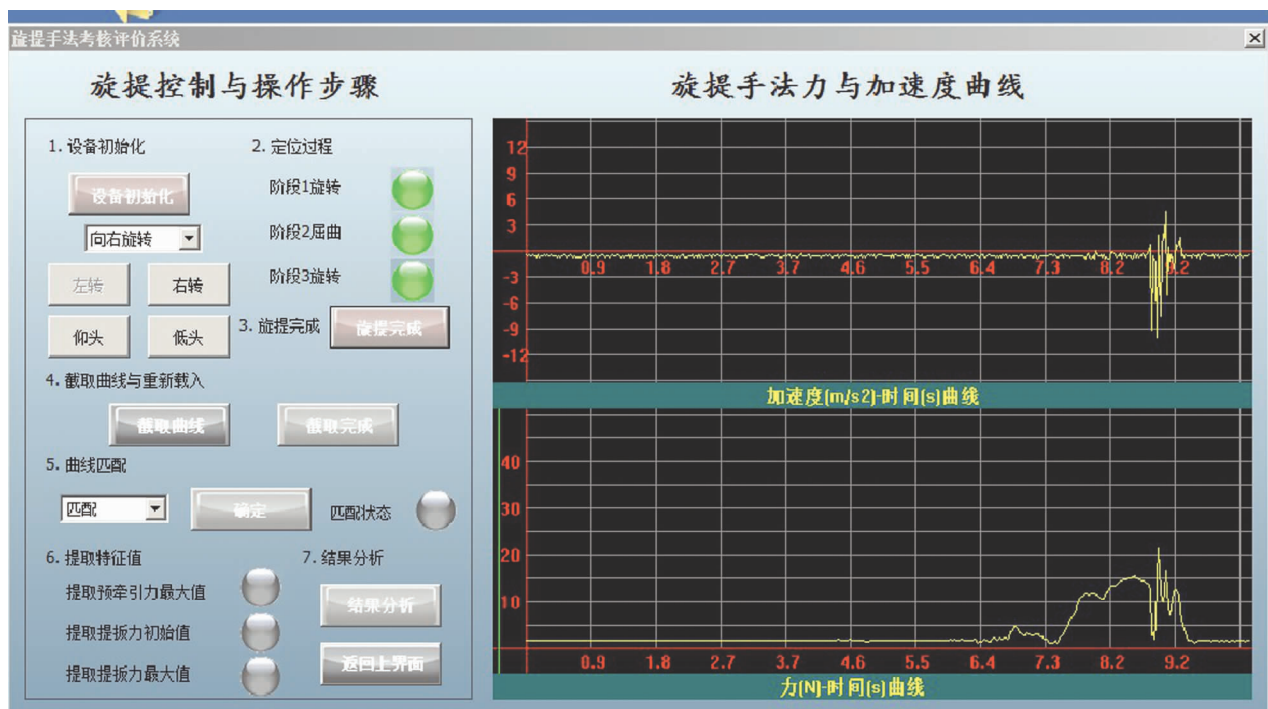 旋提手法考核评价系统
旋提控制与操作步骤
1. 设备初始化
2. 定位过程
设备初始化
阶段1旋转
向右旋转
阶段2屈曲
左转
右转
阶段3旋转
仰头
低头
3. 旋提完成
旋提完成
4. 截取曲线与重新载入
截取曲线
截取完成
5. 曲线匹配
匹配
确定
匹配状态
6. 提取特征值
7. 结果分析
提取预牵引力最大值
结果分析
提取提扳力初始值
提取提扳力最大值
返回上界面
旋提手法力与加速度曲线
12
9
6
3
0.9 1.8 2.7 3.7 4.6 5.5 6.4 7.3 8.2 9.2
-3
-6
-9
-12
加速度(m/s2)-时间(s)曲线
40
30
20
10
0.9 1.8 2.7 3.7 4.6 5.5 6.4 7.3 8.2 9.2
力(N)-时间(s)曲线